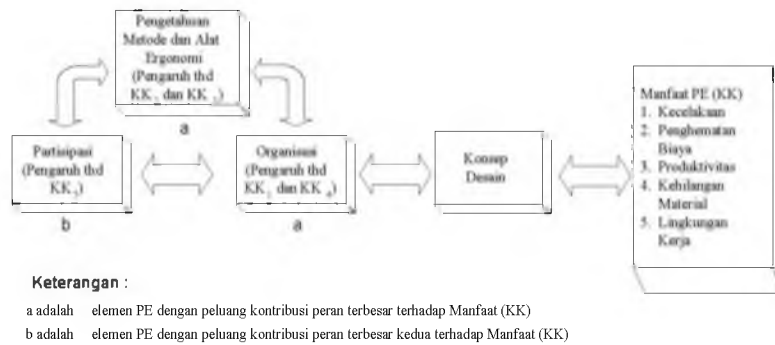 Pengetahuan
Metode dan Alat
Ergonomi
(Pengaruh thd
KK dan KK )
a
Partisipasi
(Pengaruh thd
KK )
b
Organisasi
(Pengaruh thd
KK dan KK )
a
Konsep
Desain
Manfaat PE (KK)
1. Kecelakaan
2. Penghematan
Biaya
3. Produktivitas
4. Kehilangan
Material
5. Lingkungan
Kerja
Keterangan :
a adalah elemen PE dengan peluang kontribusi peran terbesar terhadap Manfaat (KK)
b adalah elemen PE dengan peluang kontribusi peran terbesar kedua terhadap Manfaat (KK)